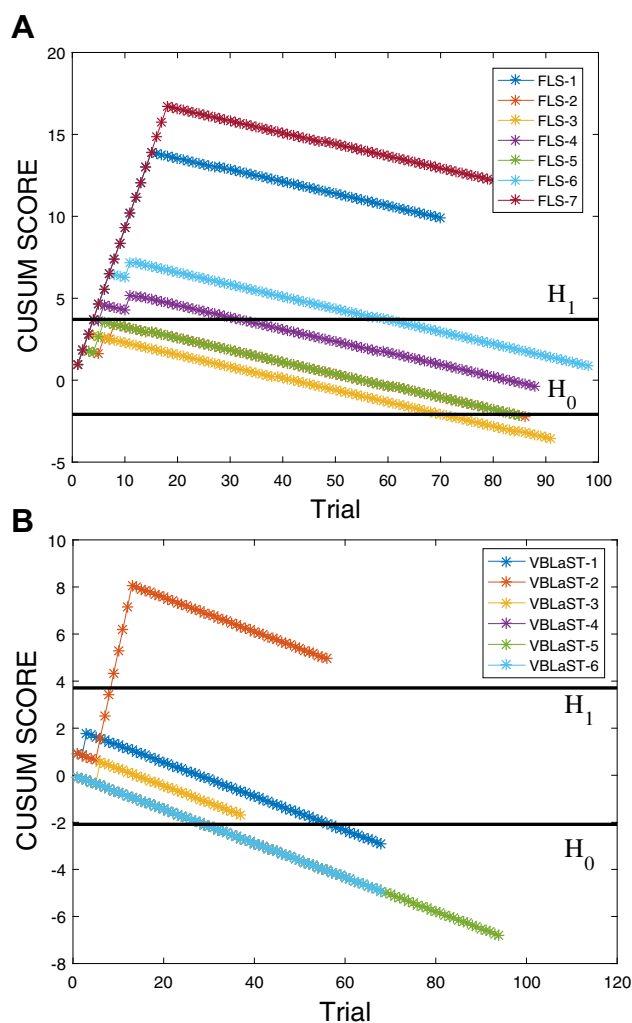 A
20
15
10
5
0
-5
CUSUM SCORE
FLS-1
FLS-2
FLS-3
FLS-4
FLS-5
FLS-6
FLS-7
H1
H0
0 10 20 30 40 50 60 70 80 90 100
Trial
B
10
8
6
4
2
0
-2
-4
-6
-8
CUSUM SCORE
VBLaST-1
VBLaST-2
VBLaST-3
VBLaST-4
VBLaST-5
VBLaST-6
H1
H0
0 20 40 60 80 100 120
Trial